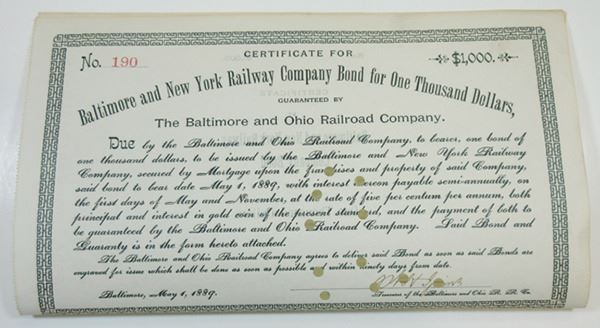 CERTIFICATE FOR
No. 190
$1,000.
Baltimore and New York Railway Company Bond for One Thousand Dollars,
GUARANTEED BY
The Baltimore and Ohio Railroad Company.
Due by the Baltimore and Ohio Railroad Company, to bearer, one bond of
one thousand dollars, to be issued by the Baltimore and New York Railway
Company, secured by Mortgage upon the franchises and property of said Company,
said bond to bear date May 1, 1889, with interest thereon payable semi-annually, on
the first days of May and November, at the rate of five per centum per annum, both
principal and interest in gold coin of the present standard, and the payment of both to
be guaranteed by the Baltimore and Ohio Railroad Company. Said Bond and
Guaranty is in the form hereto attached.
The Baltimore and Ohio Railroad Company agrees to deliver said Bond as soon as said Bonds are
engraved for issue which shall be done as soon as possible and within ninety days from date.
Baltimore, May 1, 1889.
Treasurer of the Baltimore and Ohio R. R. Co.